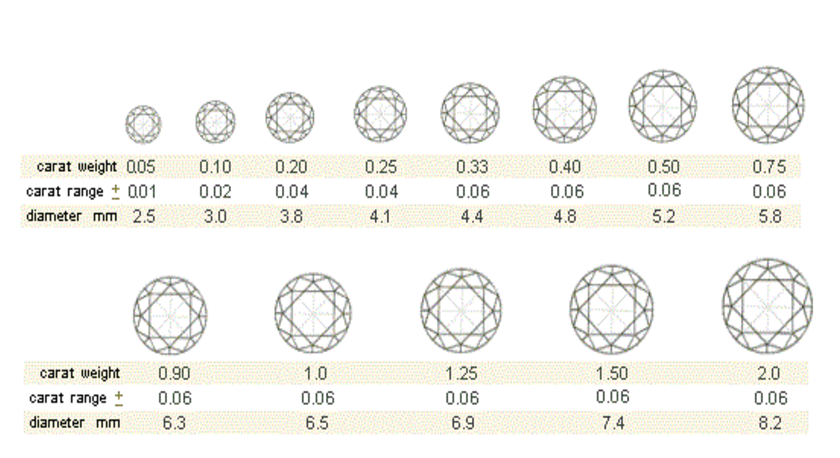 carat weight 0.05 0.10 0.20 0.25 0.33 0.40 0.50 0.75
carat range ± 0.01 0.02 0.04 0.04 0.06 0.06 0.06 0.06
diameter mm 2.5 3.0 3.8 4.1 4.4 4.8 5.2 5.8
carat weight 0.90 1.0 1.25 1.50 2.0
carat range ± 0.06 0.06 0.06 0.06 0.06
diameter mm 6.3 6.5 6.9 7.4 8.2